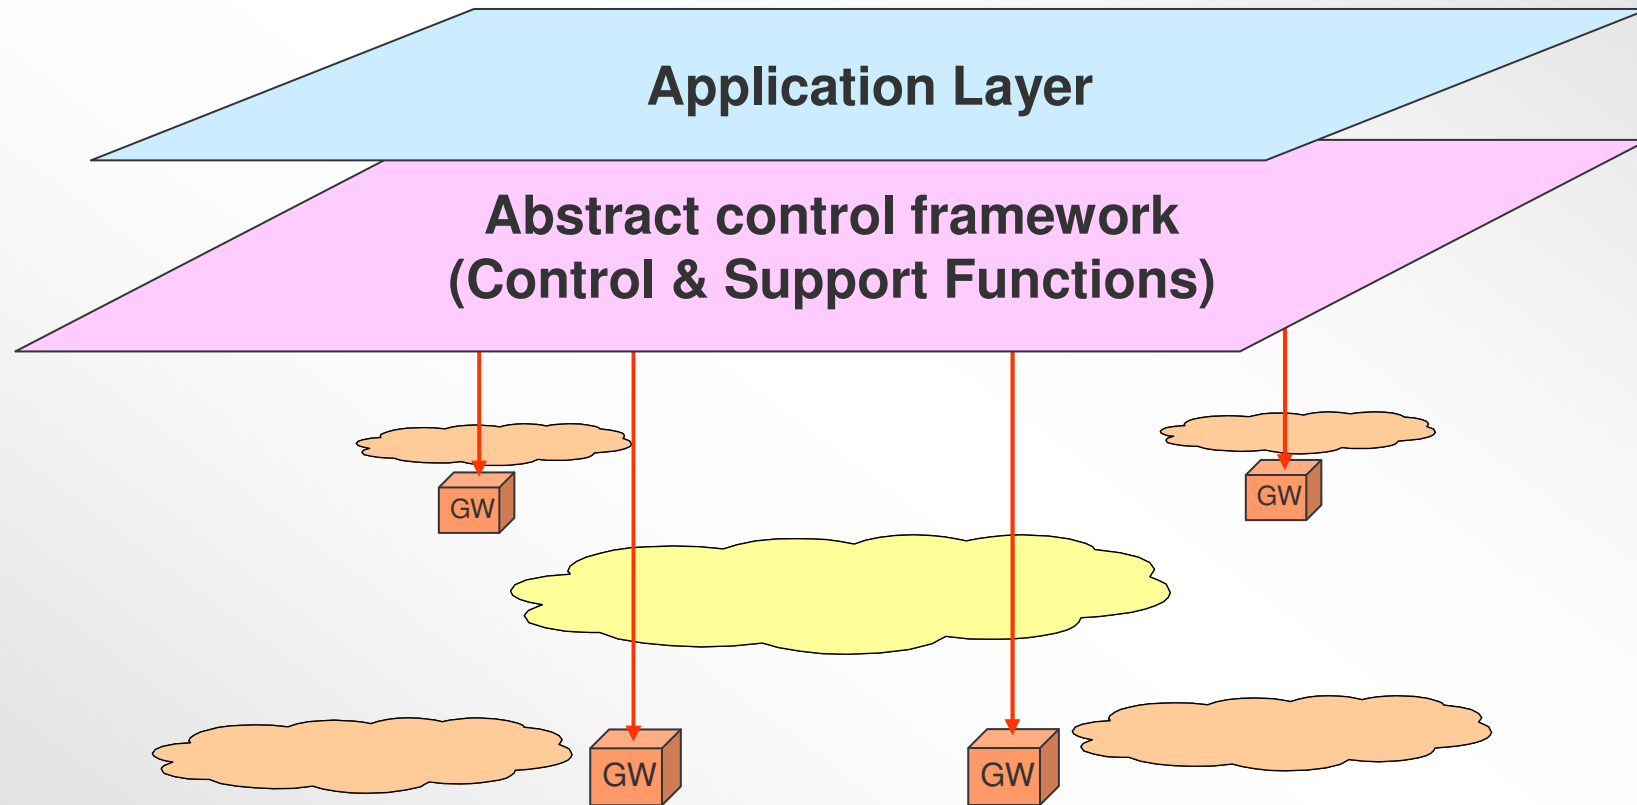 Application Layer
Abstract control framework
(Control & Support Functions)
GW
GW
GW
GW